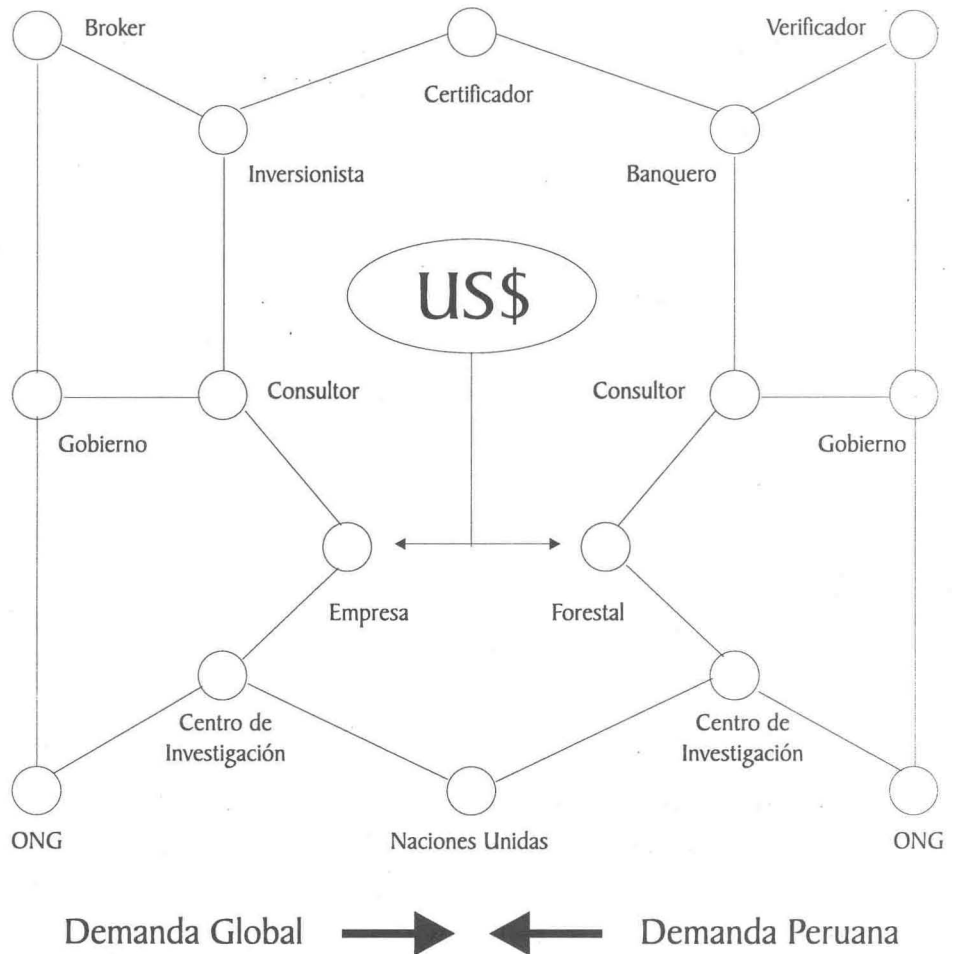 Broker
Verificador
Certificador
Inversionista
Banquero
US$
Consultor
Consultor
Gobierno
Gobierno
Empresa
Forestal
Centro de
Investigación
Centro de
Investigación
ONG
Naciones Unidas
ONG
Demanda Global
Demanda Peruana